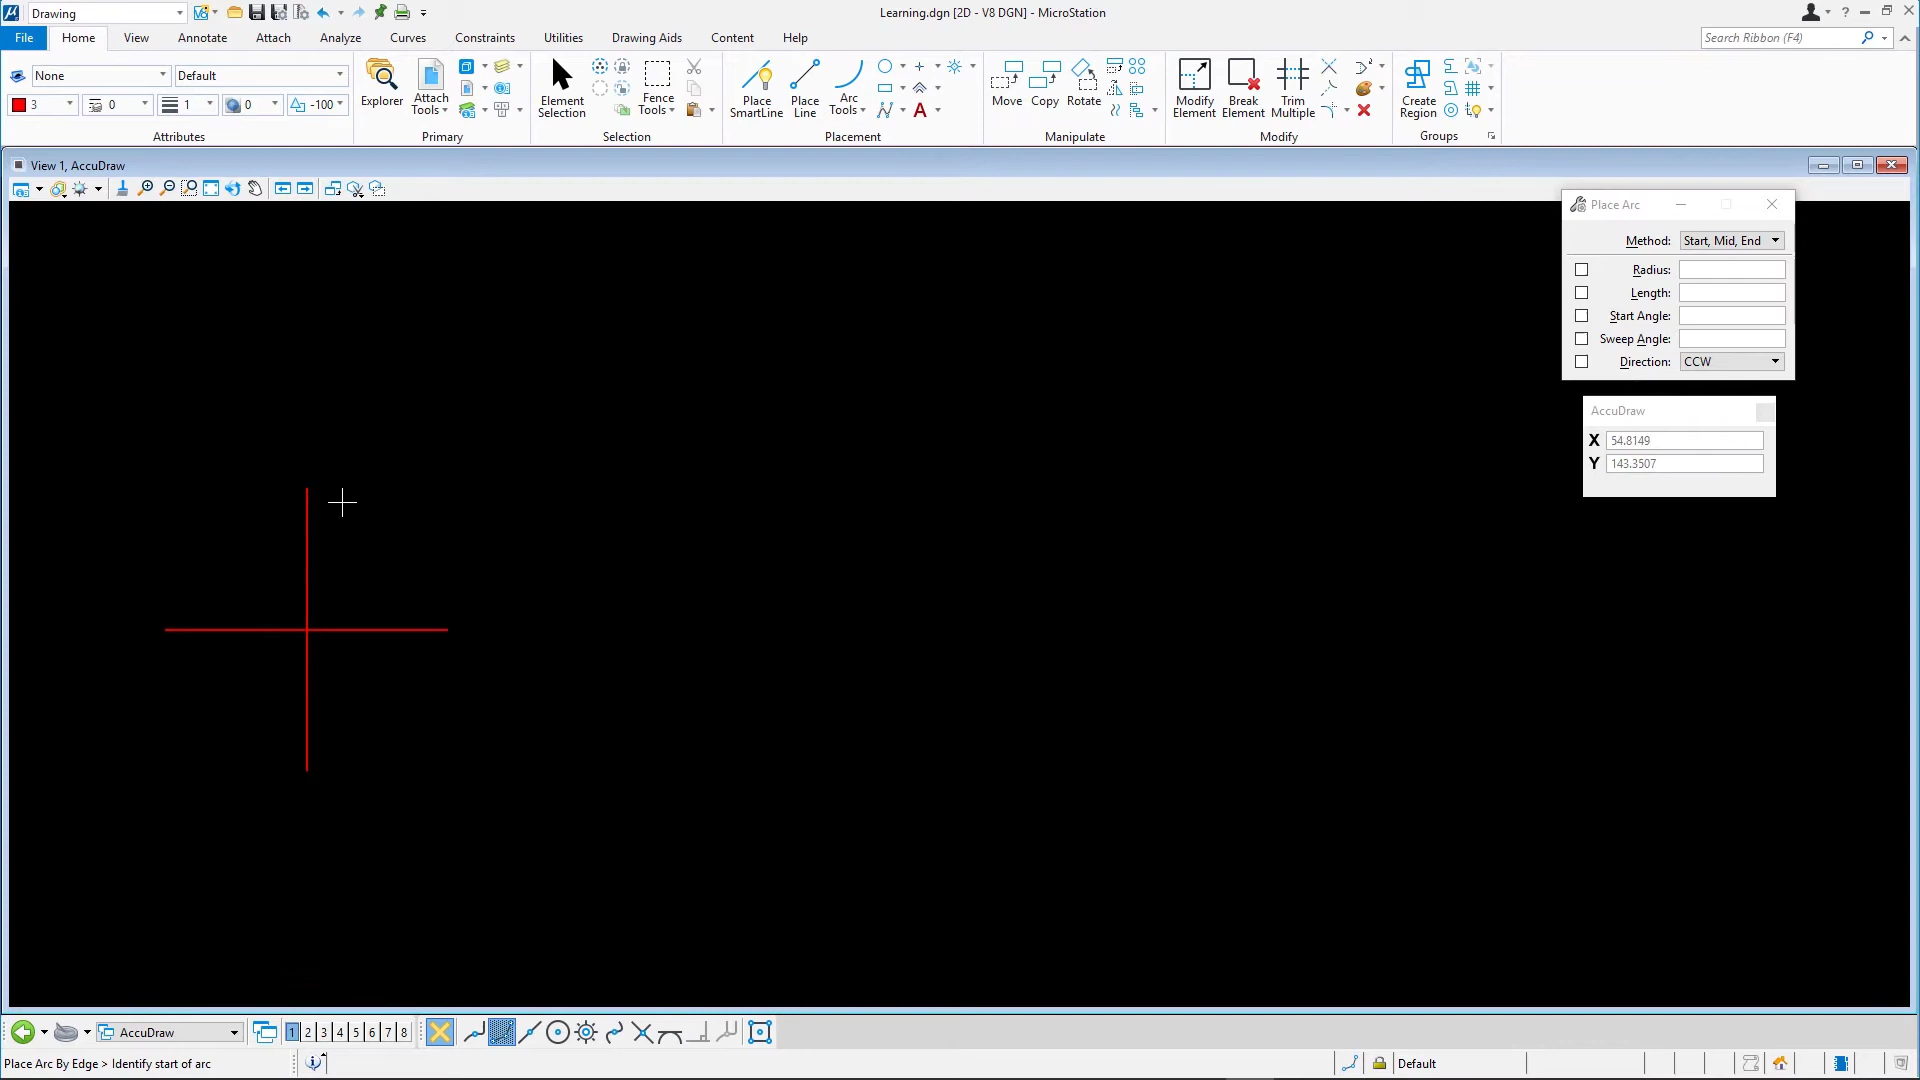 Drawing
Learning.dgn [2D - V8 DGN] - MicroStation
File Home View Annotate Attach Analyze Curves Constraints Utilities Drawing Aids Content Help
Search Ribbon (F4)
None Default
3 0 1 0 -100
Attributes
Explorer
Attach
Tools
Primary
Element
Selection
Fence
Tools
Selection
Place
SmartLine
Place
Line
Arc
Tools
Placement
Move Copy Rotate
Manipulate
Modify
Element
Break
Element
Trim
Multiple
Modify
Create
Region
Groups
View 1, AccuDraw
Place Arc
Method: Start, Mid, End
Radius:
Length:
Start Angle:
Sweep Angle:
Direction: CCW
AccuDraw
X 54.8149
Y 143.3507
AccuDraw
1 2 3 4 5 6 7 8
Place Arc By Edge > Identify start of arc
Default